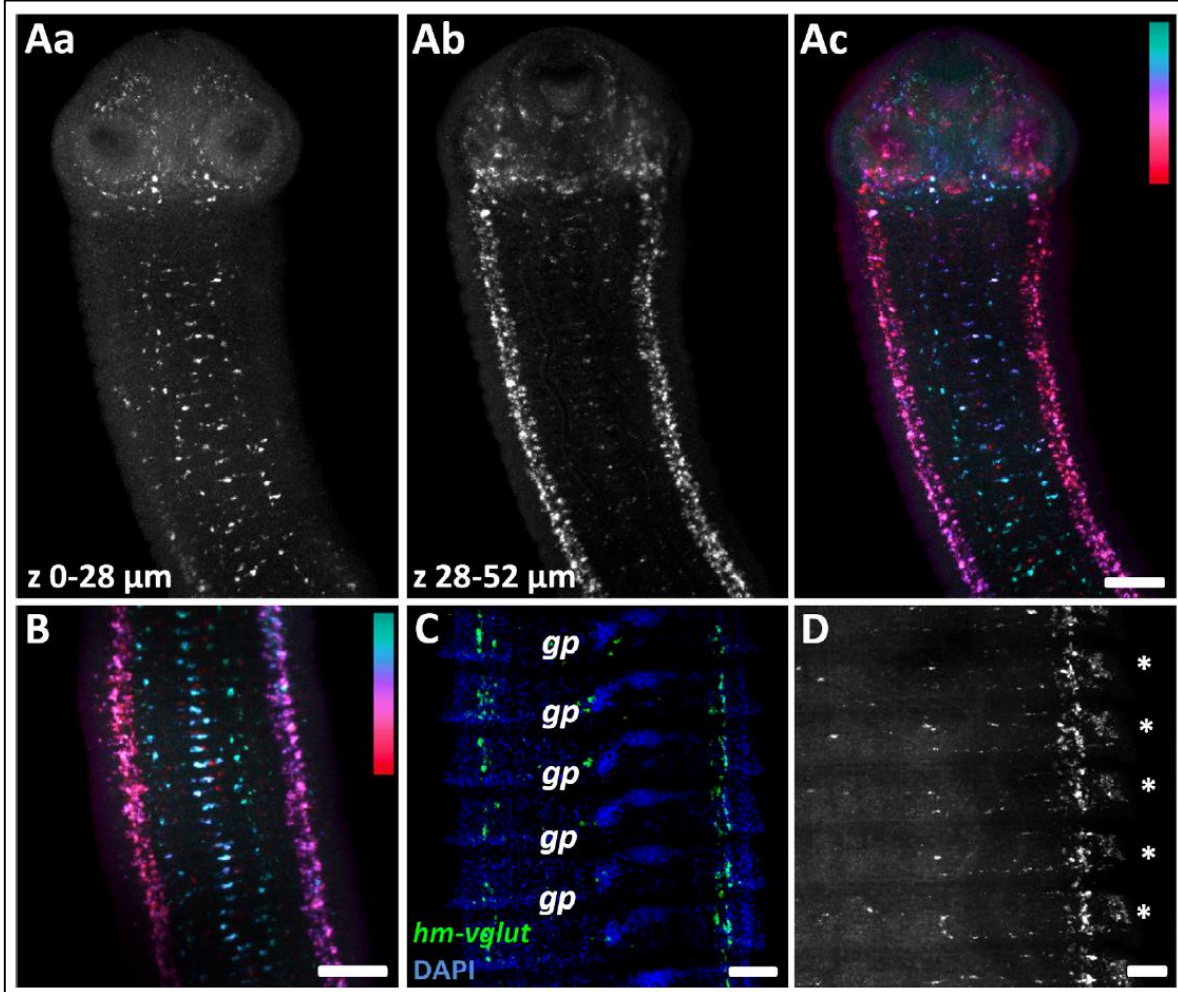 Aa
Ab
Ac
z 0-28 µm
z 28-52 µm
B
C
D
gp
gp
gp
gp
gp
hm-vglut
DAPI
*
*
*
*
*